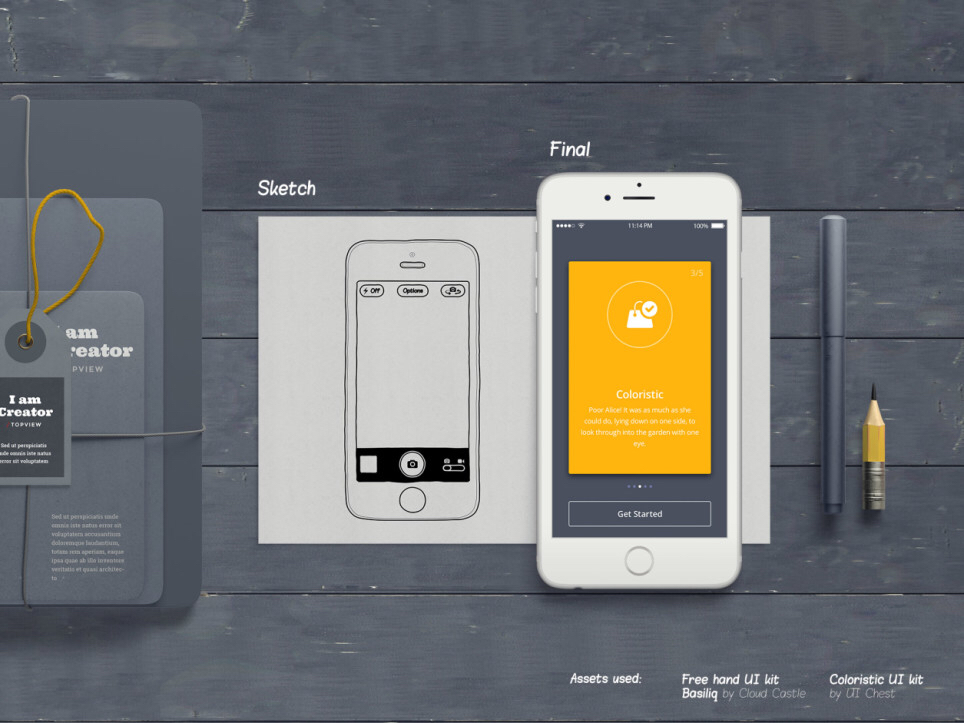 Final
Sketch
Off
Options
11:14 PM
100%
5/5
Coloristic
Poor Alice! It was as much as she
could do, lying down on one side, to
look through into the garden with one
eye
Get Started
am
reator
PVIEW
I am
Creator
TOPVIEW
Sed ut perspiciatis
unde omnis iste natus
error sit voluptatem
Sed ut perspiciatis unde
omnis iste natus error sit
voluptatem accusantium
doloremque laudantium,
totam rem aperiam, eaque
ipsa quae ab illo inventore
veritatis et quasi architec-
to
Assets used:
Free hand UI kit
Basiliq by Cloud Castle
Coloristic UI kit
by UI Chest